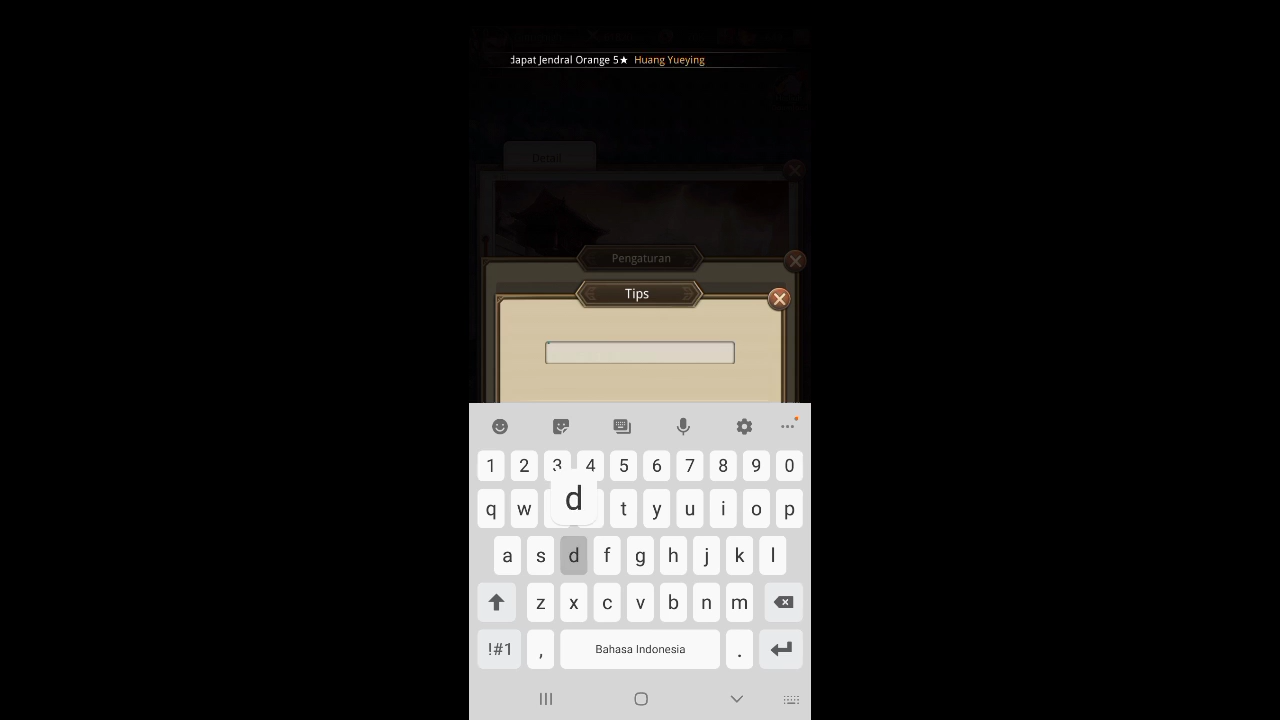 dapat Jendral Orange 5★ Huang Yueying
Detail
Pengaturan
Tips
1 2 3 4 5 6 7 8 9 0
d
q w t y u i o p
a s d f g h j k l
z x c v b n m
!#1 , Bahasa Indonesia .